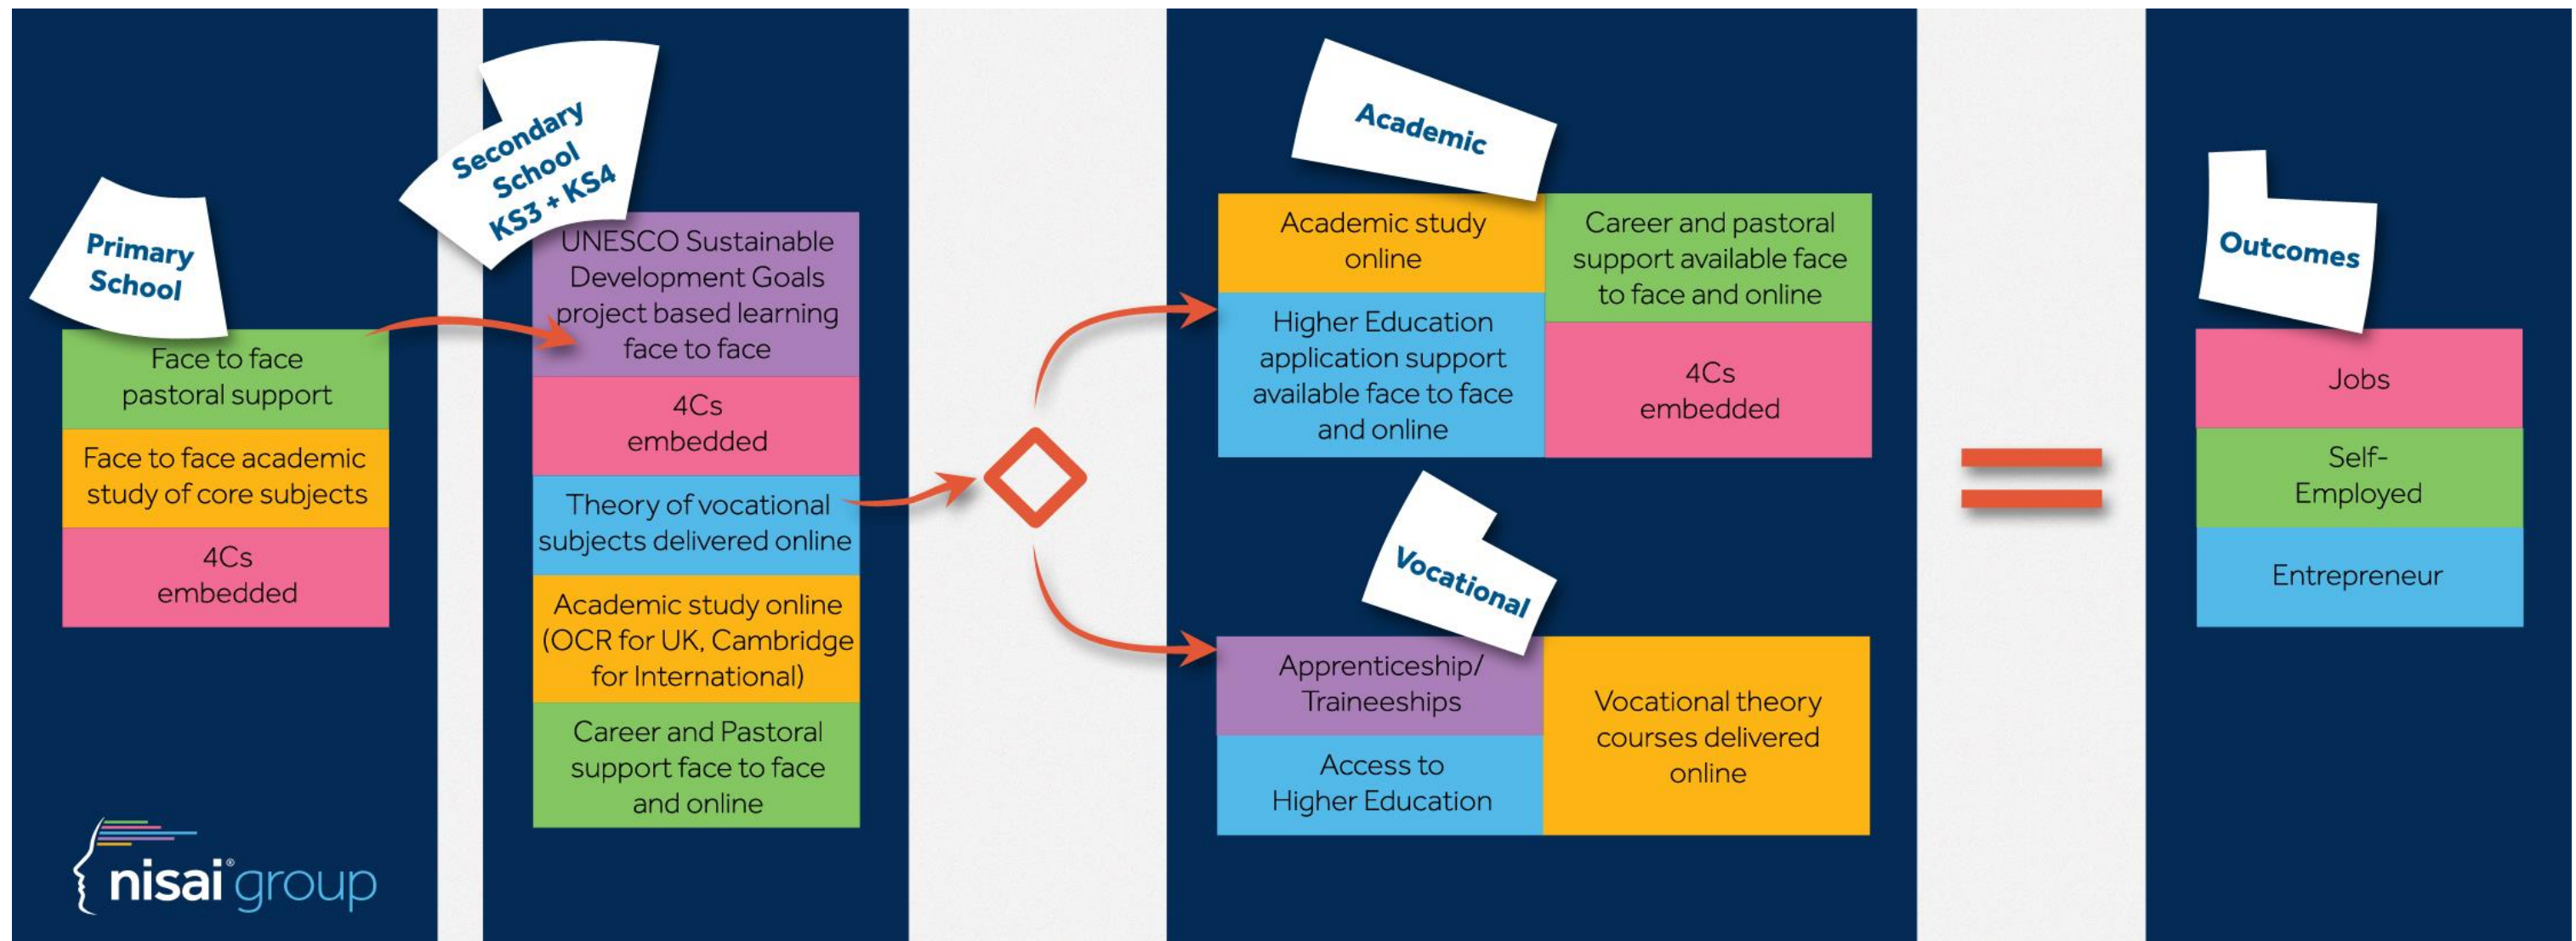 Primary
School
Face to face
pastoral support
Face to face academic
study of core subjects
4Cs
embedded
Secondary
School
KS3 + KS4
UNESCO Sustainable
Development Goals
project based learning
face to face
4Cs
embedded
Theory of vocational
subjects delivered online
Academic study online
(OCR for UK, Cambridge
for International)
Career and Pastoral
support face to face
and online
Academic
Academic study
online
Higher Education
application support
available face to face
and online
Career and pastoral
support available face
to face and online
4Cs
embedded
Vocational
Apprenticeship/
Traineeships
Access to
Higher Education
Vocational theory
courses delivered
online
Outcomes
Jobs
Self-
Employed
Entrepreneur
nisai® group